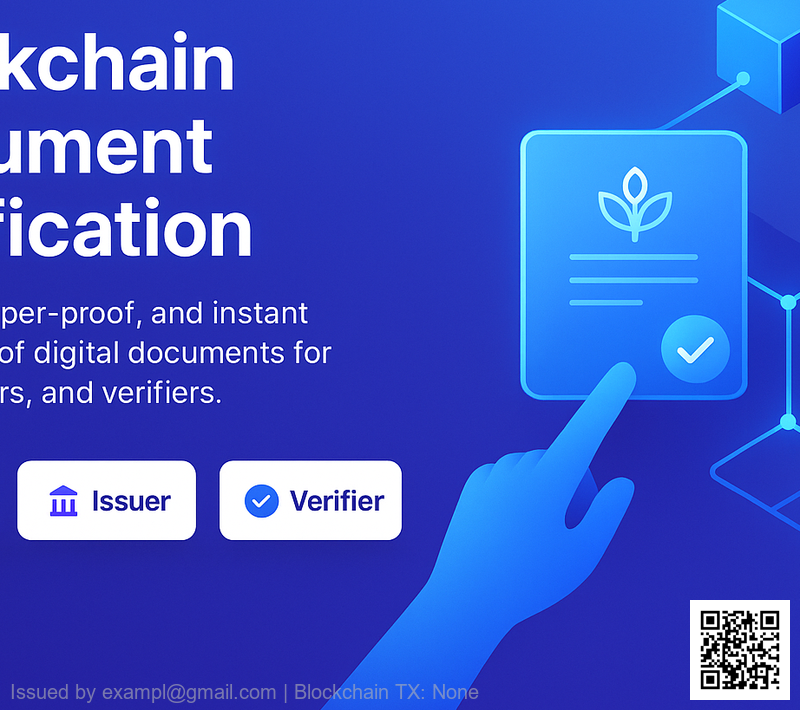 kchain
ument
fication
per-proof, and instant
of digital documents for
rs, and verifiers.
Issuer
Verifier
Issued by exampl@gmail.com | Blockchain TX: None